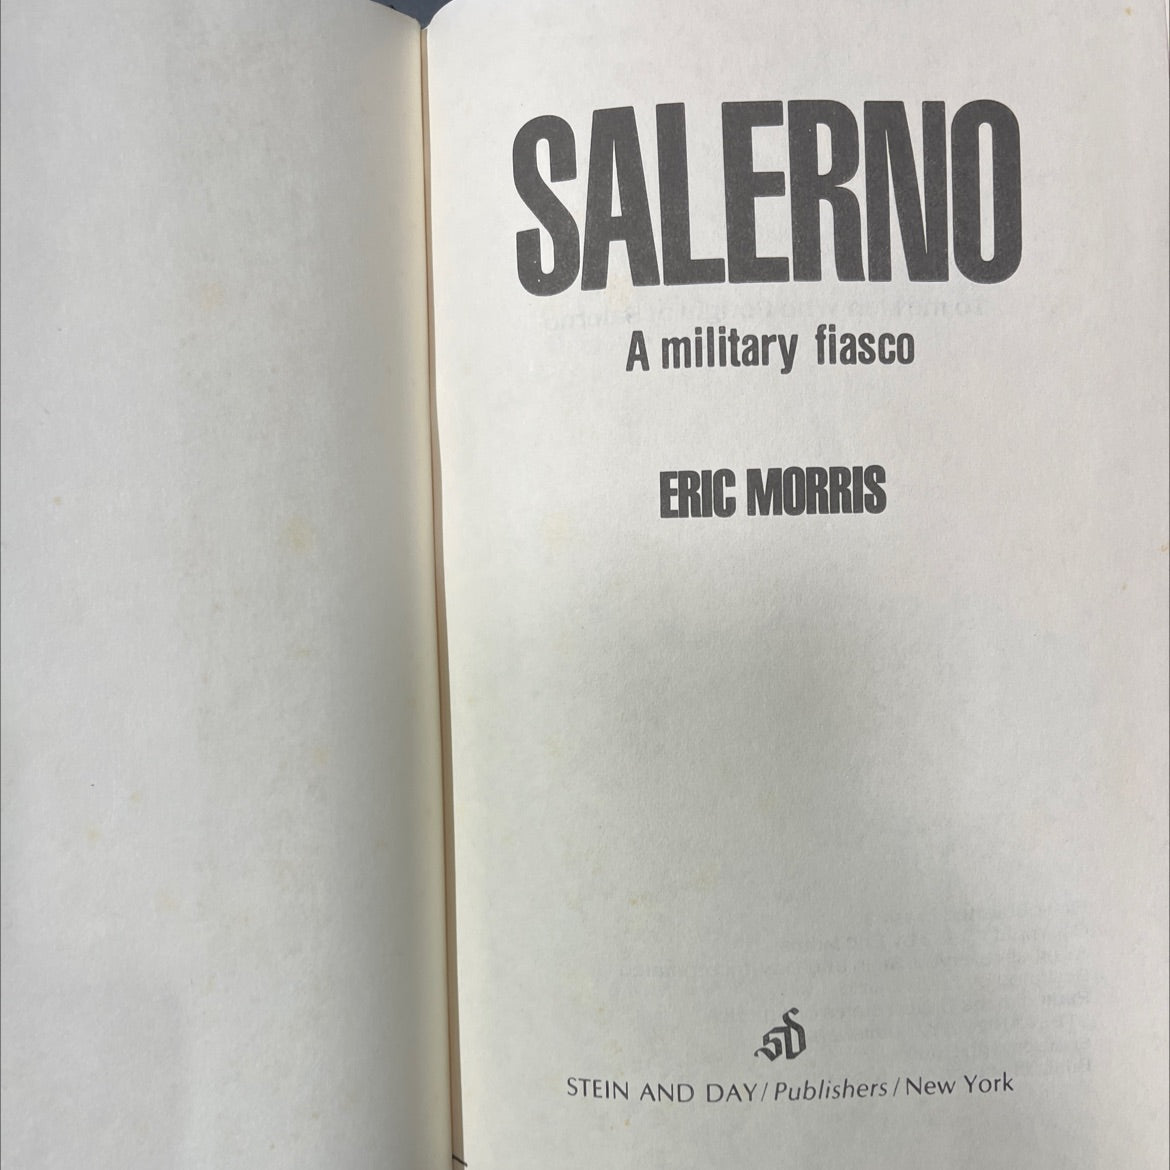 SALERNO
A military fiasco
ERIC MORRIS
sd
STEIN AND DAY/Publishers/New York